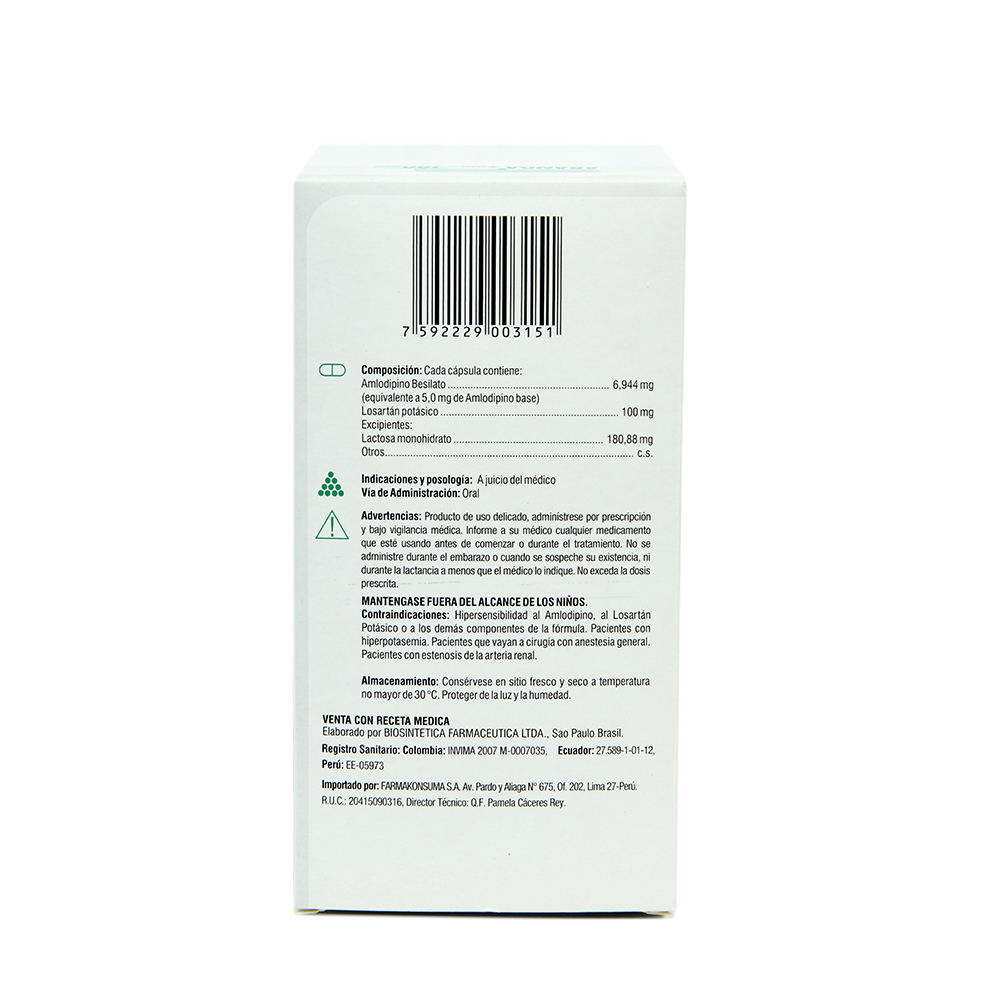 7 592229 003151
Composición: Cada cápsula contiene:
Amlodipino Besilato ........................................................ 6,944 mg
(equivalente a 5,0 mg de Amlodipino base)
Losartán potásico ............................................................ 100 mg
Excipientes:
Lactosa monohidrato ................................................... 180,88 mg
Otros................................................................................... c.s.
Indicaciones y posología: A juicio del médico
Vía de Administración: Oral
Advertencias: Producto de uso delicado, adminístrese por prescripción
y bajo vigilancia médica. Informe a su médico cualquier medicamento
que esté usando antes de comenzar o durante el tratamiento. No se
administre durante el embarazo o cuando se sospeche su existencia, ni
durante la lactancia a menos que el médico lo indique. No exceda la dosis
prescrita.
MANTENGASE FUERA DEL ALCANCE DE LOS NIÑOS.
Contraindicaciones: Hipersensibilidad al Amlodipino, al Losartán
Potásico o a los demás componentes de la fórmula. Pacientes con
hiperpotasemia. Pacientes que vayan a cirugia con anestesia general.
Pacientes con estenosis de la arteria renal.
Almacenamiento: Consérvese en sitio fresco y seco a temperatura
no mayor de 30 °C. Proteger de la luz y la humedad.
VENTA CON RECETA MEDICA
Elaborado por BIOSINTETICA FARMACEUTICA LTDA., Sao Paulo Brasil.
Registro Sanitario: Colombia: INVIMA 2007 M-0007035, Ecuador: 27.589-1-01-12,
Perú: EE-05973
Importado por: FARMAKONSUMA S.A. Av. Pardo y Aliaga N° 675, Of. 202, Lima 27-Perú.
R.U.C.: 20415090316, Director Técnico: Q.F. Pamela Cáceres Rey.